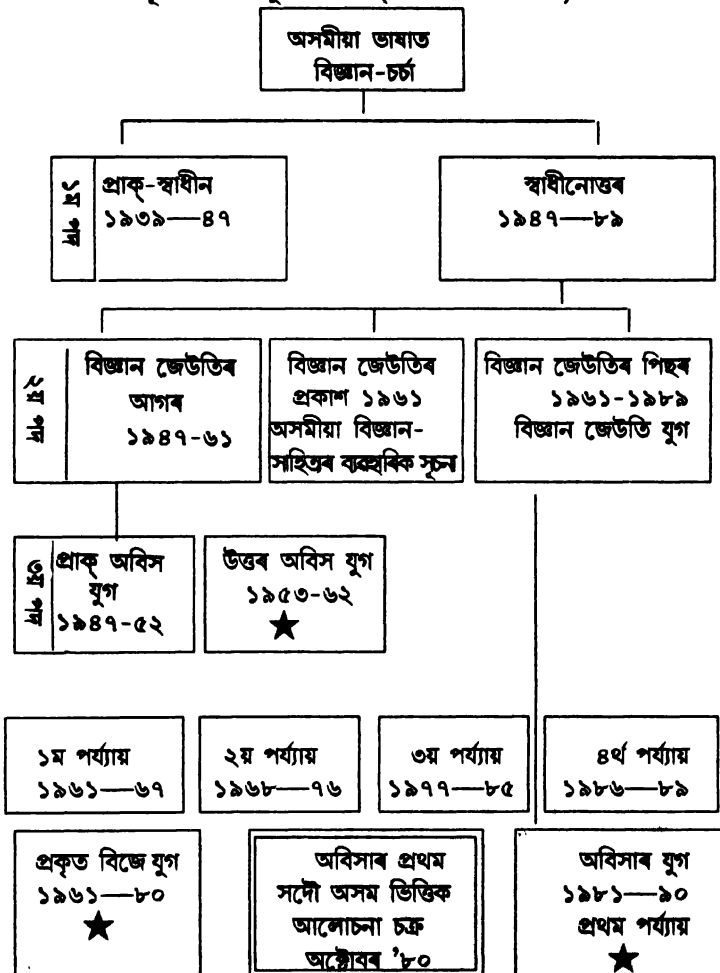 অসমীয়া ভাষাত
বিজ্ঞান-চৰ্চা
১ম পদ
প্ৰাক্-স্বাধীন
১৯৩৯—৪৭
স্বাধীনোত্তৰ
১৯৪৭—৮৯
২য় পদ
বিজ্ঞান জেউতিৰ
আগৰ
১৯৪৭-৬১
বিজ্ঞান জেউতিৰ
প্ৰকাশ ১৯৬১
অসমীয়া বিজ্ঞান-
সাহিত্যৰ ব্যৱহাৰিক সূচনা
বিজ্ঞান জেউতিৰ পিছৰ
১৯৬১-১৯৮৯
বিজ্ঞান জেউতি যুগ
৩য় পদ
প্ৰাক্ অবিস
যুগ
১৯৪৭-৫২
উত্তৰ অবিস যুগ
১৯৫৩-৬২
★
১ম পৰ্য্যায়
১৯৬১—৬৭
২য় পৰ্য্যায়
১৯৬৮—৭৬
৩য় পৰ্য্যায়
১৯৭৭—৮৫
৪ৰ্থ পৰ্য্যায়
১৯৮৬—৮৯
প্ৰকৃত বিজে যুগ
১৯৬১—৮০
★
অবিসাৰ প্ৰথম
সদৌ অসম ভিত্তিক
আলোচনা চক্ৰ
অক্টোবৰ '৮০
অবিসাৰ যুগ
১৯৮১—৯০
প্ৰথম পৰ্য্যায়
★